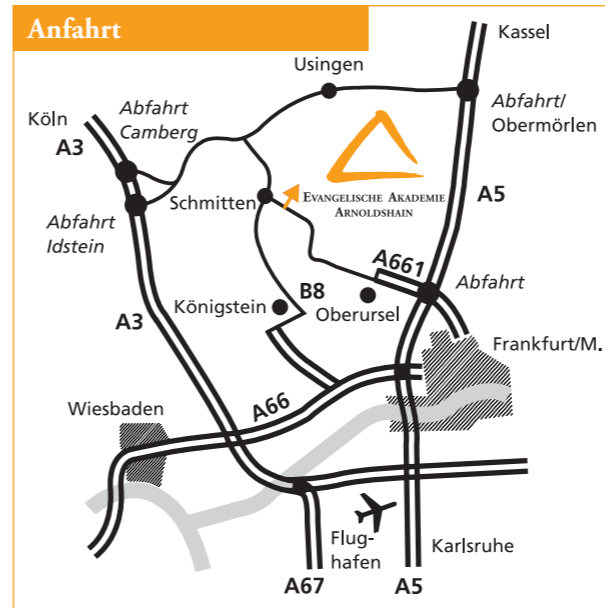 Anfahrt
Kassel
Usingen
Abfahrt
Camberg
Köln
A3
Abfahrt/
Obermörlen
EVANGELISCHE AKADEMIE
ARNOLDSHAIN
A5
Schmitten
Abfahrt
Idstein
A661
Abfahrt
B8
Königstein
Oberursel
A3
Frankfurt/M.
A66
Wiesbaden
Flug-
hafen
Karlsruhe
A67
A5